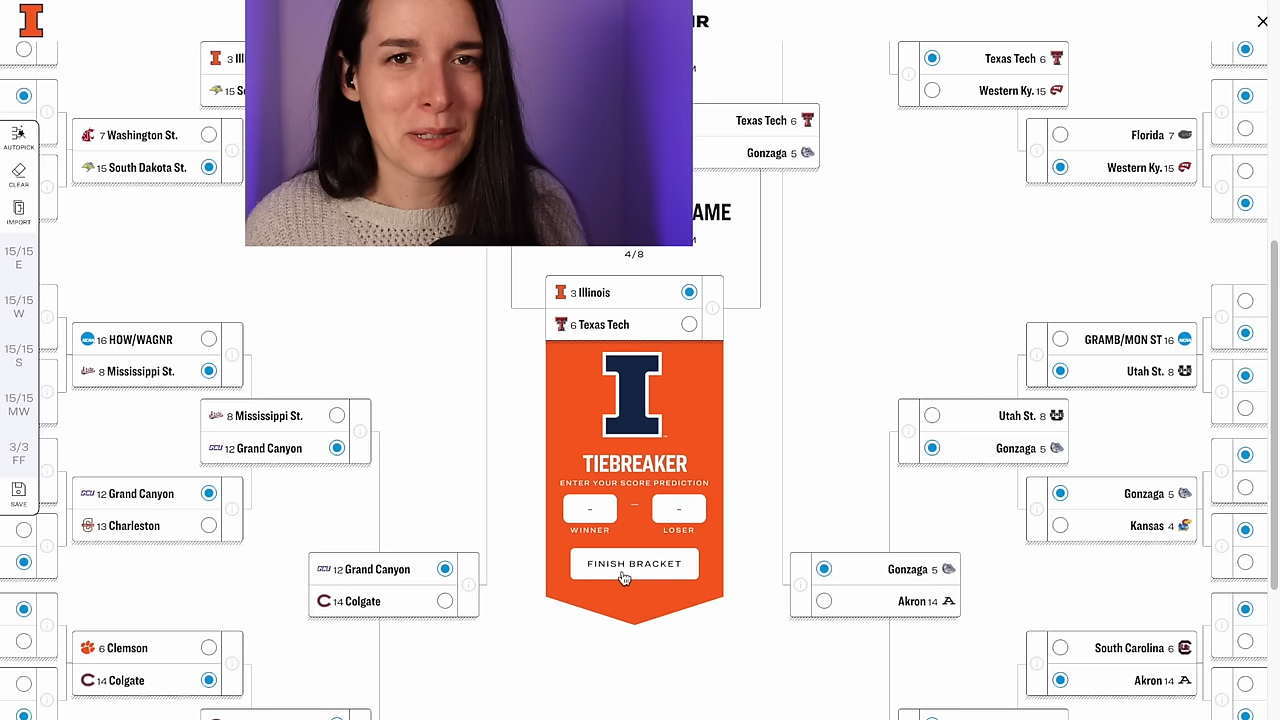 IR
3 Ill
15 S
7 Washington St.
15 South Dakota St.
AUTOPICK
CLEAR
IMPORT
15/15
E
15/15
W
15/15
S
15/15
MW
3/3
FF
SAVE
16 HOW/WAGNR
8 Mississippi St.
8 Mississippi St.
12 Grand Canyon
GCU 12 Grand Canyon
13 Charleston
GCU 12 Grand Canyon
14 Colgate
6 Clemson
14 Colgate
M
Texas Tech 6
Gonzaga 5
AME
M
4/8
3 Illinois
6 Texas Tech
TIEBREAKER
ENTER YOUR SCORE PREDICTION
- – -
WINNER LOSER
FINISH BRACKET
Texas Tech 6
Western Ky. 15
Florida 7
Western Ky. 15
GRAMB/MON ST 16
Utah St. 8
Utah St. 8
Gonzaga 5
Gonzaga 5
Kansas 4
Gonzaga 5
Akron 14
South Carolina 6
Akron 14